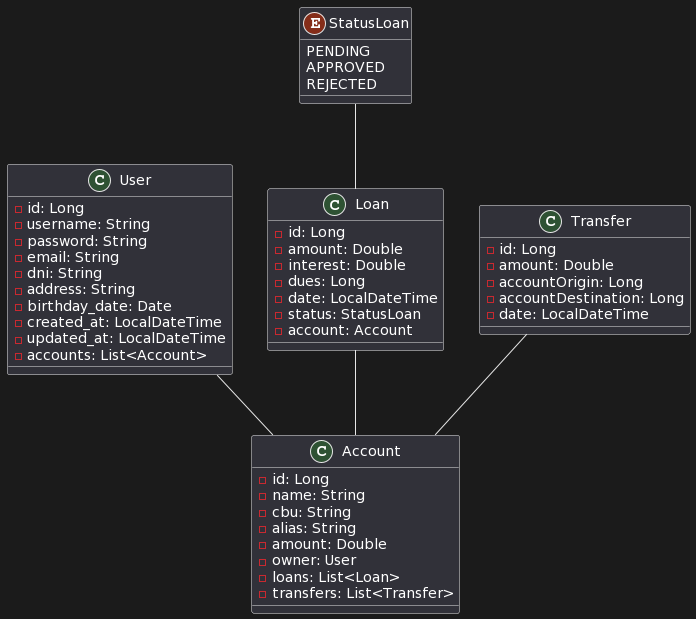 E StatusLoan
PENDING
APPROVED
REJECTED
C User
id: Long
username: String
password: String
email: String
dni: String
address: String
birthday_date: Date
created_at: LocalDateTime
updated_at: LocalDateTime
accounts: List<Account>
C Loan
id: Long
amount: Double
interest: Double
dues: Long
date: LocalDateTime
status: StatusLoan
account: Account
C Transfer
id: Long
amount: Double
accountOrigin: Long
accountDestination: Long
date: LocalDateTime
C Account
id: Long
name: String
cbu: String
alias: String
amount: Double
owner: User
loans: List<Loan>
transfers: List<Transfer>